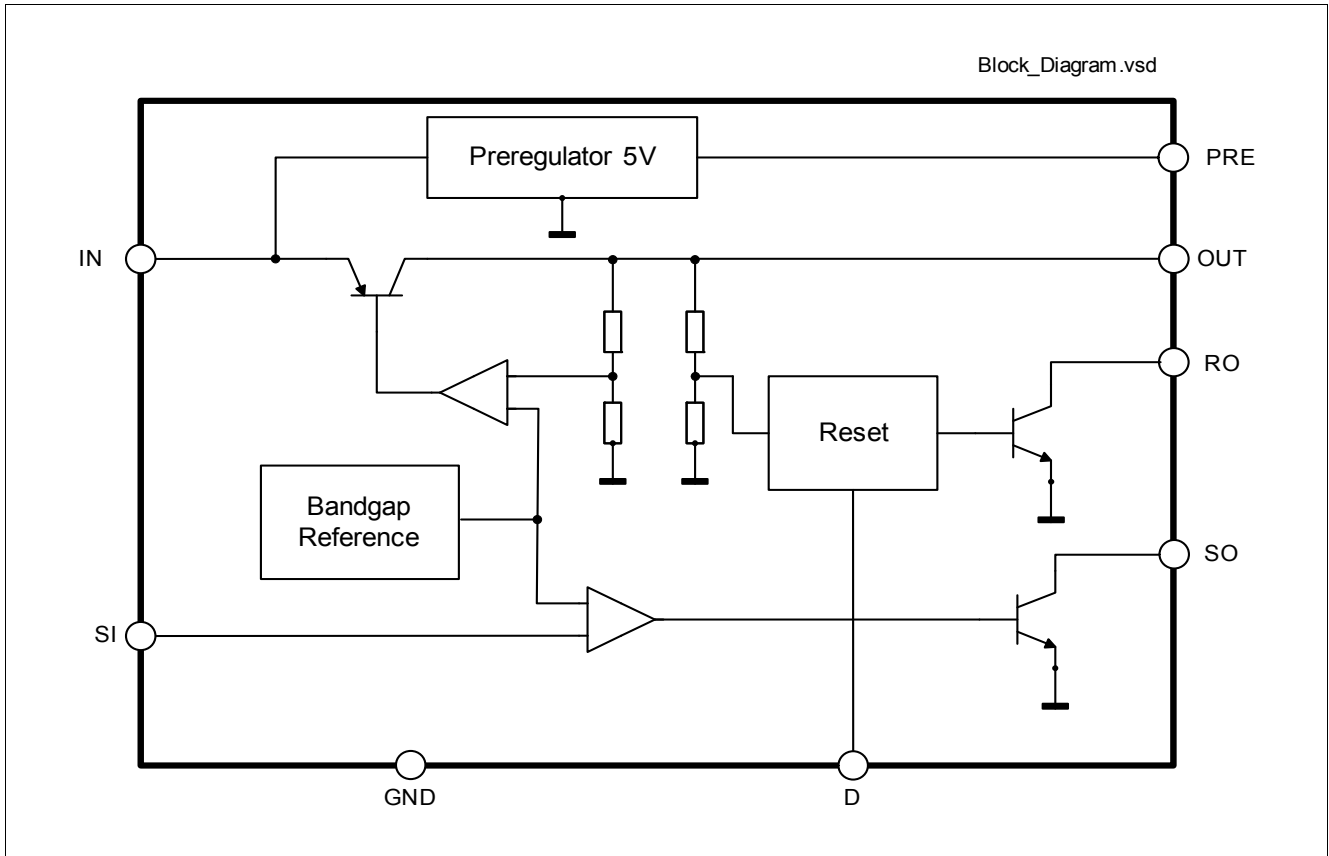 Block_Diagram.vsd
Preregulator 5V
PRE
IN
OUT
RO
Reset
Bandgap
Reference
SO
SI
GND
D